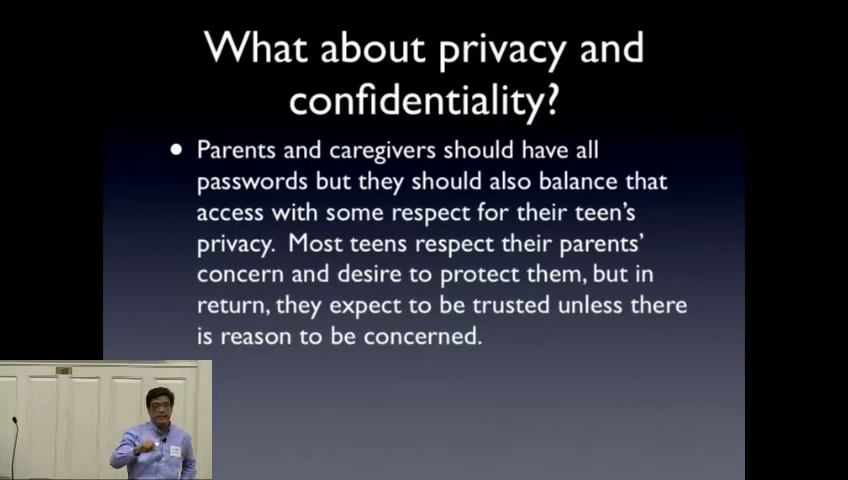 What about privacy and
confidentiality?
• Parents and caregivers should have all
passwords but they should also balance that
access with some respect for their teen's
privacy.  Most teens respect their parents'
concern and desire to protect them, but in
return, they expect to be trusted unless there
is reason to be concerned.